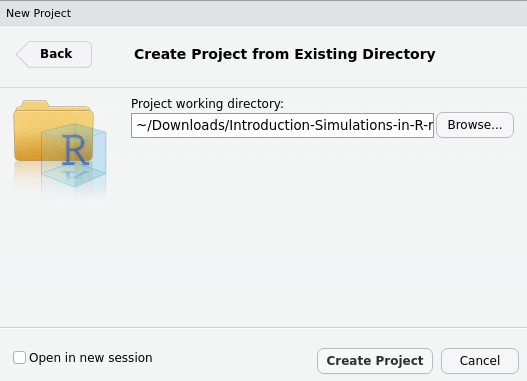 New Project
Back
Create Project from Existing Directory
Project working directory:
~/Downloads/Introduction-Simulations-in-R-r
Browse...
R
Open in new session
Create Project
Cancel